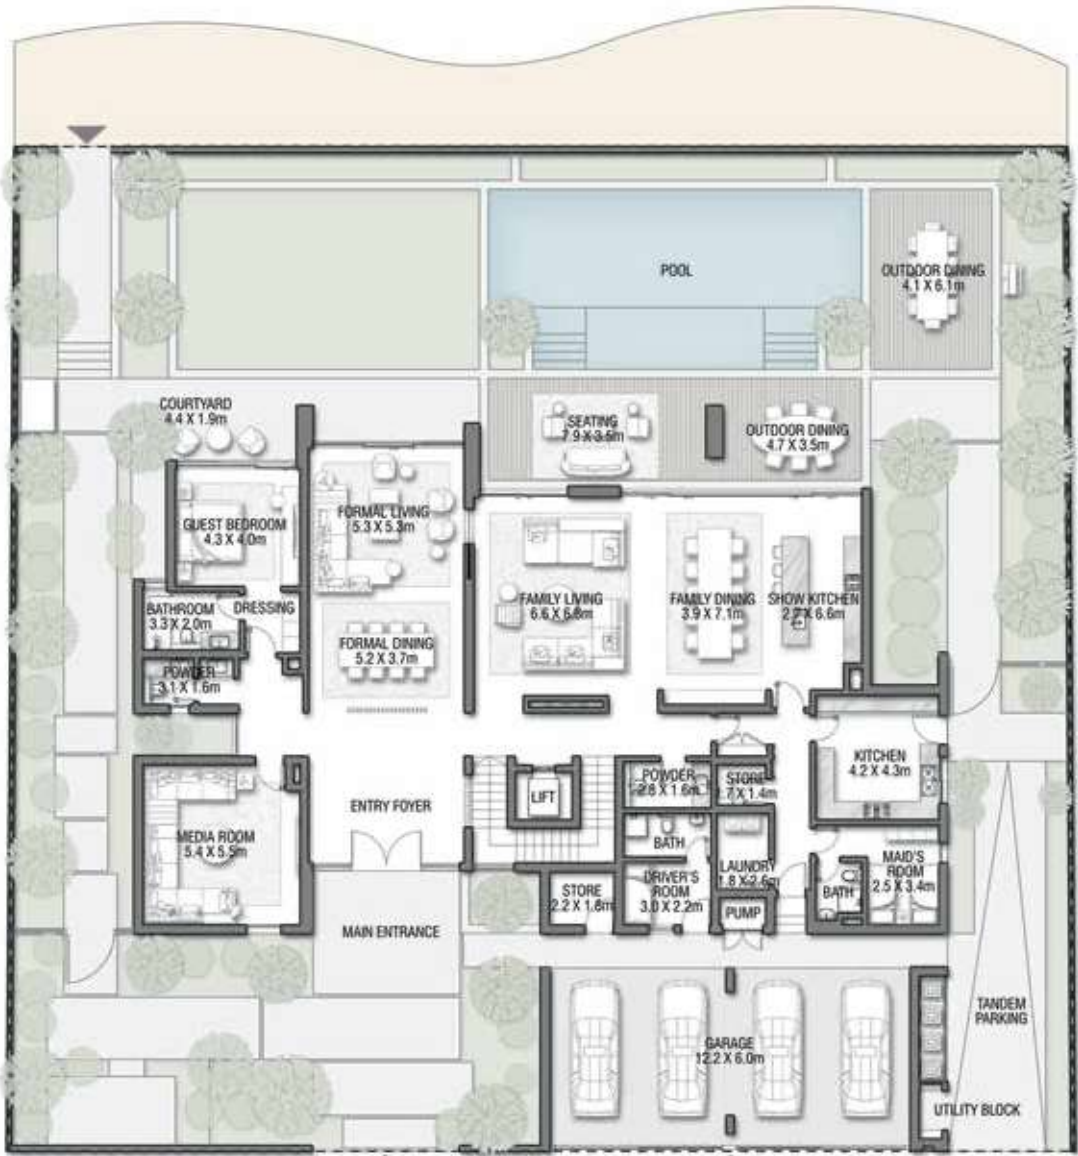 POOL
OUTDOOR DINING
4.1 X 6.1m
COURTYARD
4.4 X 1.9m
SEATING
7.9 X 3.5m
OUTDOOR DINING
4.7 X 3.5m
GUEST BEDROOM
4.3 X 4.0m
FORMAL LIVING
5.3 X 5.3m
FAMILY LIVING
6.6 X 6.8m
FAMILY DINING
3.9 X 7.1m
SHOW KITCHEN
2.7 X 6.6m
BATHROOM
3.3 X 2.0m
DRESSING
FORMAL DINING
5.2 X 3.7m
POWDER
3.1 X 1.6m
KITCHEN
4.2 X 4.3m
POWDER
2.8 X 1.6m
STORE
1.7 X 1.4m
LIFT
ENTRY FOYER
MEDIA ROOM
5.4 X 5.5m
BATH
LAUNDRY
1.8 X 2.6m
MAID'S
ROOM
2.5 X 3.4m
BATH
DRIVER'S
ROOM
3.0 X 2.2m
STORE
2.2 X 1.8m
PUMP
MAIN ENTRANCE
TANDEM
PARKING
GARAGE
12.2 X 6.0m
UTILITY BLOCK